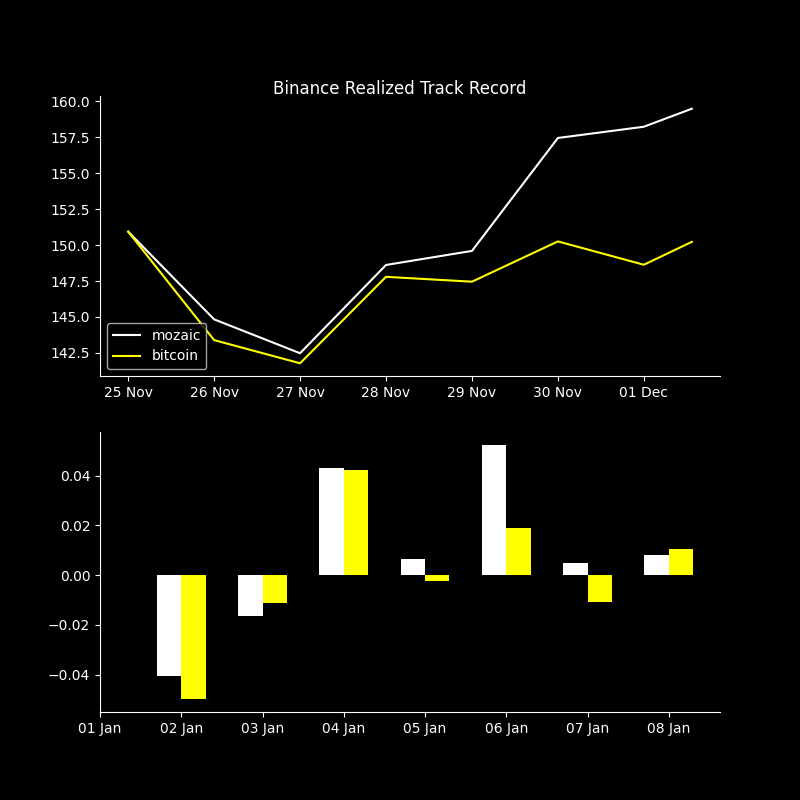 Binance Realized Track Record
160.0
157.5
155.0
152.5
150.0
147.5
145.0
142.5
mozaic
bitcoin
25 Nov 26 Nov 27 Nov 28 Nov 29 Nov 30 Nov 01 Dec
0.04
0.02
0.00
−0.02
−0.04
01 Jan 02 Jan 03 Jan 04 Jan 05 Jan 06 Jan 07 Jan 08 Jan